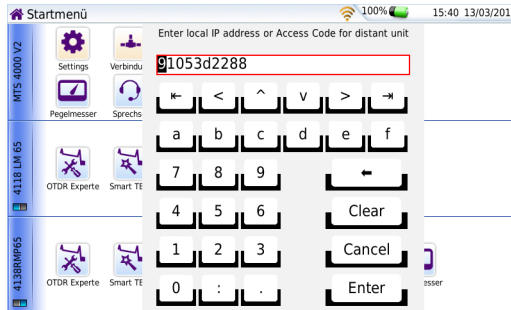 Startmenü
100%
15:40 13/03/201
Enter local IP address or Access Code for distant unit
91053d2288
MTS 4000 V2
Settings
Verbindu
Pegelmesser
Sprechs
4118 LM 65
OTDR Experte
Smart TE
4138RMP65
OTDR Experte
Smart TE
esser
< ^ v >
a b c d e f
7 8 9
4 5 6
Clear
1 2 3
Cancel
0 : .
Enter